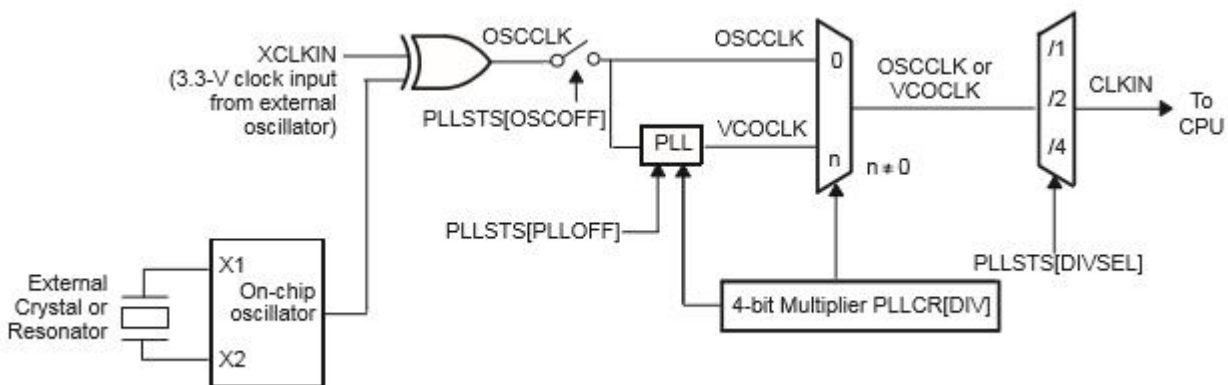 XCLKIN
(3.3-V clock input
from external
oscillator)
OSCCLK
PLLSTS[OSCOFF]
OSCCLK
0
OSCCLK or
VCOCLK
/1
/2
/4
CLKIN
To
CPU
PLL
VCOCLK
n
n ≠ 0
PLLSTS[PLLOFF]
PLLSTS[DIVSEL]
External
Crystal or
Resonator
X1
On-chip
oscillator
X2
4-bit Multiplier PLLCR[DIV]